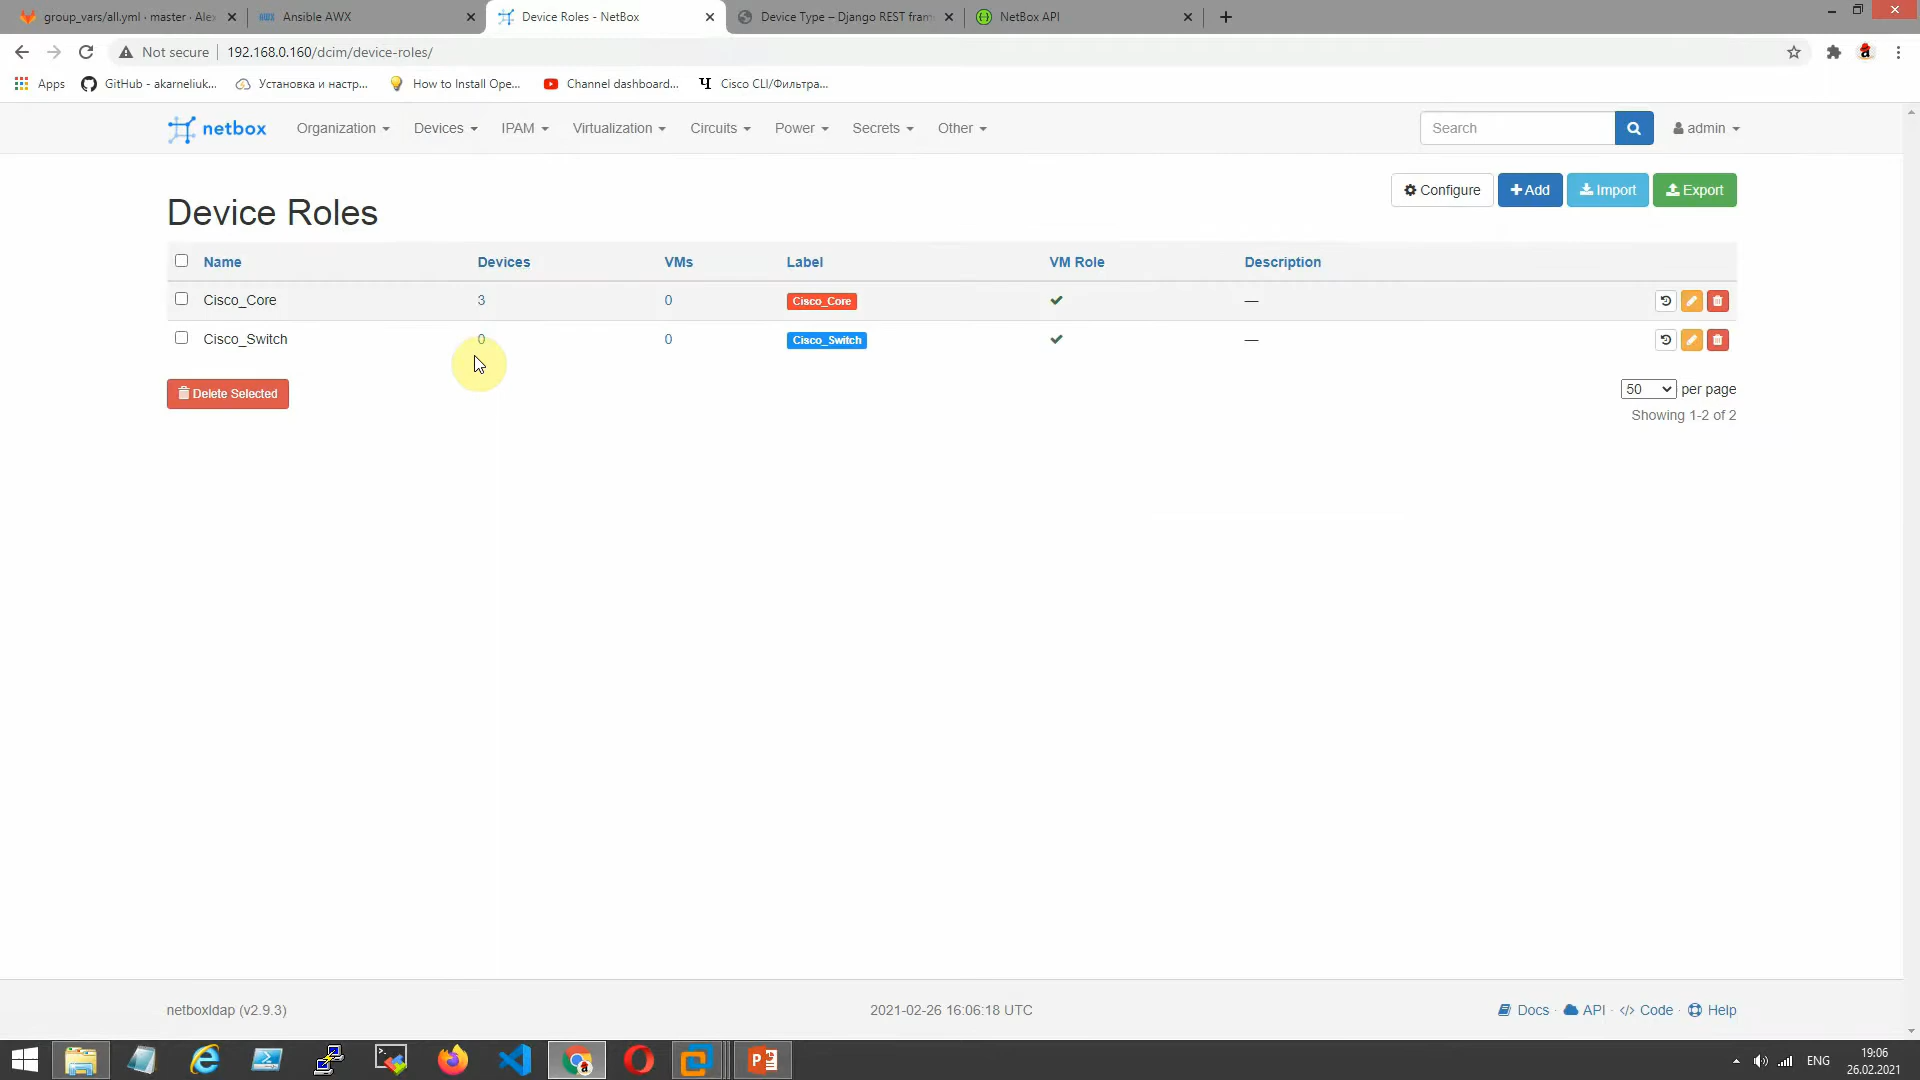 group_vars/all.yml · master · Ale
Ansible AWX
Device Roles - NetBox
Device Type – Django REST fram
NetBox API
Not secure
192.168.0.160/dcim/device-roles/
Apps
GitHub - akarneliuk...
Установка и настр...
How to Install Ope...
Channel dashboard...
Ч
Cisco CLI/Фильтра...
netbox
Organization
Devices
IPAM
Virtualization
Circuits
Power
Secrets
Other
Search
admin
Configure
Add
Import
Export
Device Roles
Name Devices VMs Label VM Role Description
Cisco_Core 3 0 Cisco_Core —
Cisco_Switch 0 0 Cisco_Switch —
Delete Selected
50 per page
Showing 1-2 of 2
netboxldap (v2.9.3)
2021-02-26 16:06:18 UTC
Docs · API · </> Code · Help
ENG
19:06
26.02.2021